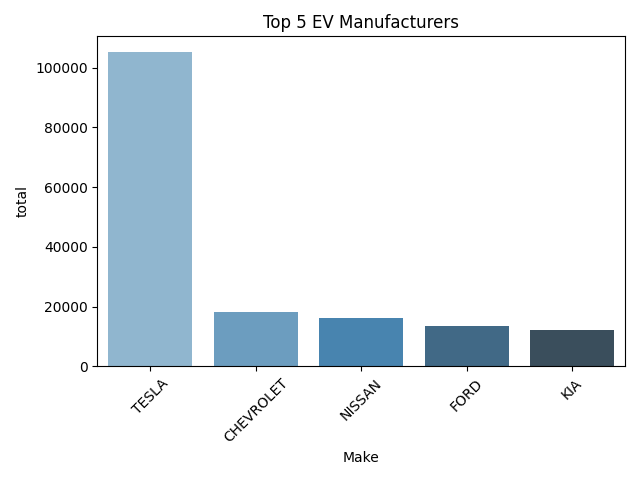 Top 5 EV Manufacturers
total
100000
80000
60000
40000
20000
0
TESLA
CHEVROLET
NISSAN
FORD
KIA
Make